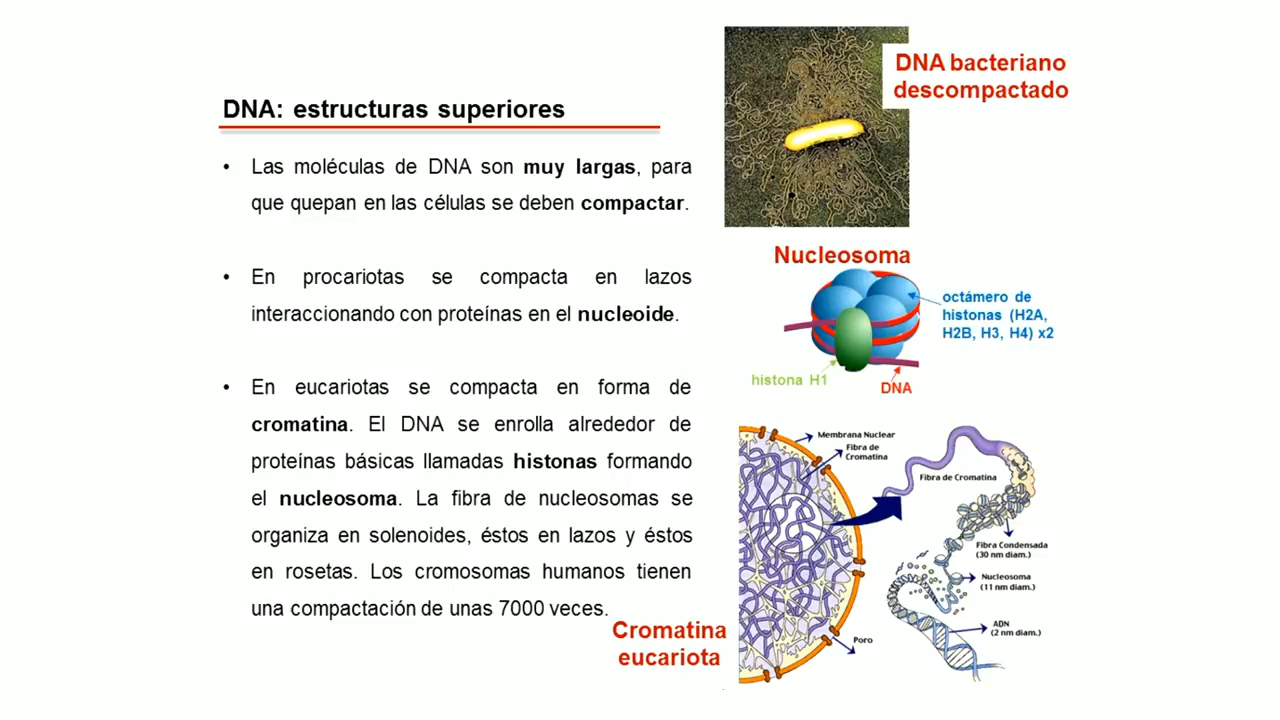 DNA: estructuras superiores
• Las moléculas de DNA son muy largas, para
que quepan en las células se deben compactar.
• En procariotas se compacta en lazos
interaccionando con proteínas en el nucleoide.
• En eucariotas se compacta en forma de
cromatina. El DNA se enrolla alrededor de
proteínas básicas llamadas histonas formando
el nucleosoma. La fibra de nucleosomas se
organiza en solenoides, éstos en lazos y éstos
en rosetas. Los cromosomas humanos tienen
una compactación de unas 7000 veces.
DNA bacteriano
descompactado
Nucleosoma
octámero de
histonas (H2A,
H2B, H3, H4) x2
histona H1
DNA
Cromatina
eucariota
Membrana Nuclear
Fibra de
Cromatina
Poro
Fibra de Cromatina
Fibra Condensada
(30 nm diam.)
Nucleosoma
(11 nm diam.)
ADN
(2 nm diam.)